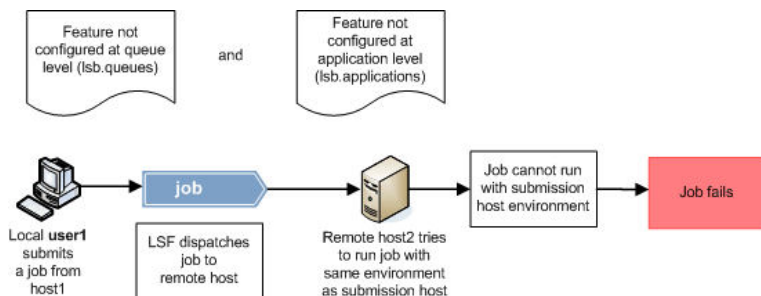 Feature not
configured at queue
level (lsb.queues)
and
Feature not
configured at
application level
(lsb.applications)
job
Job cannot run
with submission
host environment
Job fails
Local user1
submits
a job from
host1
LSF dispatches
job to
remote host
Remote host2 tries
to run job with
same environment
as submission host